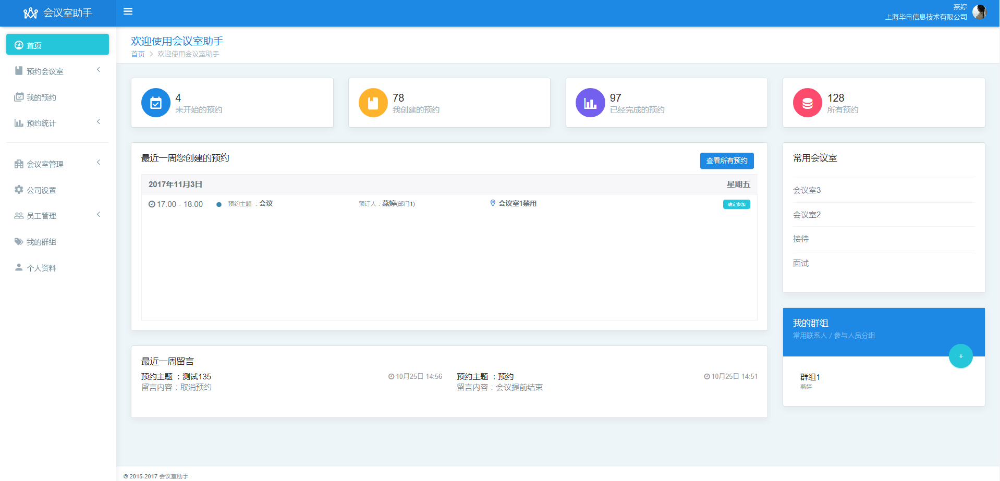 会议室助手
燕婷
上海毕冉信息技术有限公司
首页
预约会议室
我的预约
预约统计
会议室管理
公司设置
员工管理
我的群组
个人资料
欢迎使用会议室助手
首页 > 欢迎使用会议室助手
4
未开始的预约
78
我创建的预约
97
已经完成的预约
128
所有预约
最近一周您创建的预约
查看所有预约
2017年11月3日 星期五
17:00 - 18:00 预约主题 ：会议 预订人：燕婷(部门1) 会议室1禁用 确定参加
常用会议室
会议室3
会议室2
接待
面试
我的群组
常用联系人 / 参与人员分组
+
群组1
燕婷
最近一周留言
预约主题 ：测试135 10月25日 14:56
留言内容：取消预约
预约主题 ：预约 10月25日 14:51
留言内容：会议提前结束
© 2015-2017 会议室助手